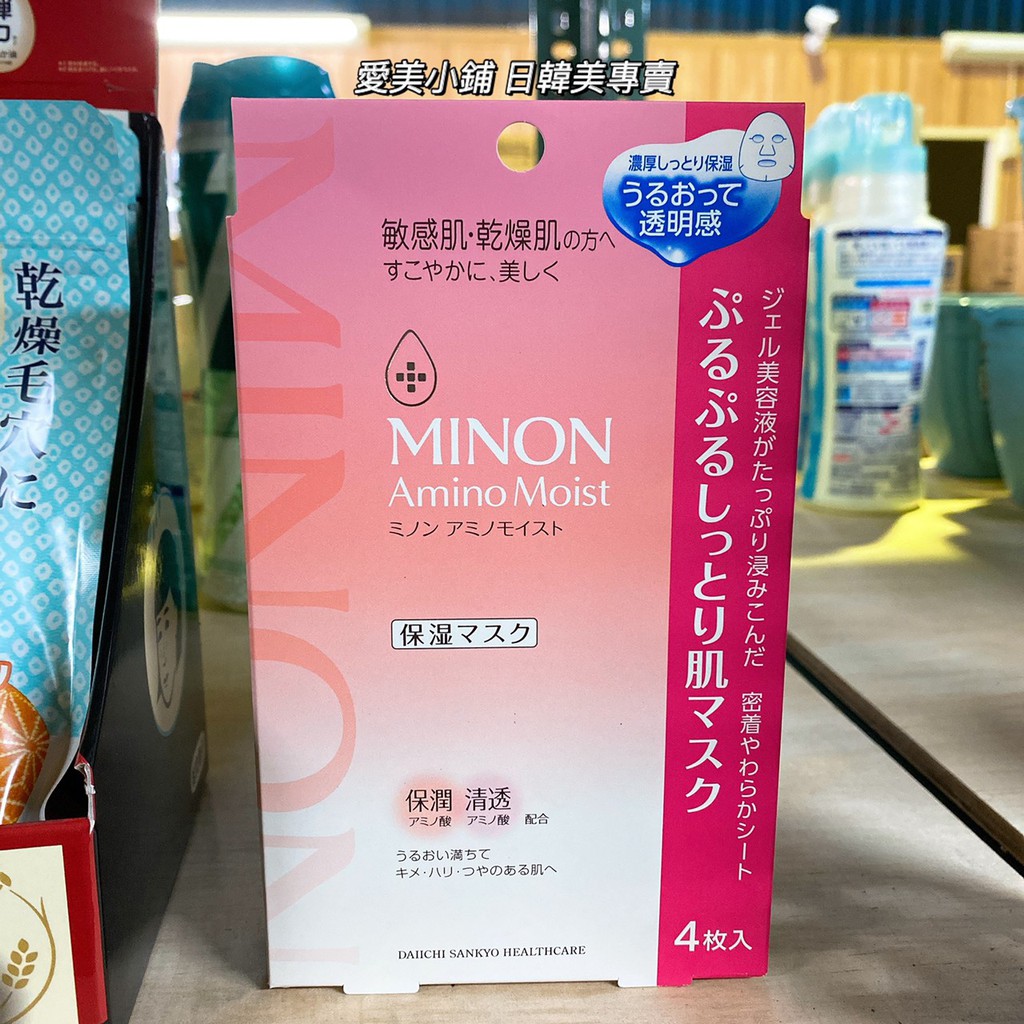 愛美小鋪 日韓美專賣
濃厚しっとり保湿
うるおって
透明感
敏感肌・乾燥肌の方へ
すこやかに、美しく
MINON
MINON
Amino Moist
ミノン アミノモイスト
保湿マスク
ジェル美容液がたっぷり浸みこんだ 密着やわらかシート
ぷるぷるしっとり肌マスク
保潤 清透
アミノ酸 アミノ酸 配合
うるおい満ちて
キメ・ハリ・つやのある肌へ
DAIICHI SANKYO HEALTHCARE
4枚入
乾燥毛穴に